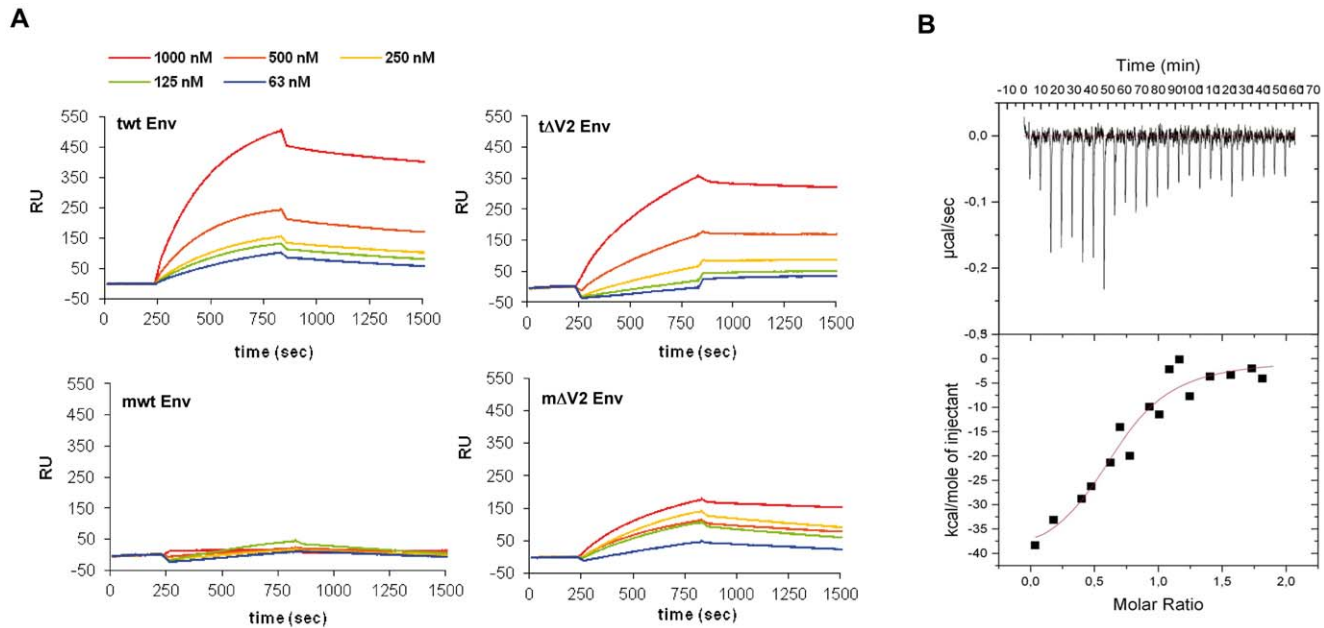 A
1000 nM 500 nM 250 nM
125 nM 63 nM
550
450
350
250
150
50
-50
RU
twt Env
0 250 500 750 1000 1250 1500
time (sec)
550
450
350
250
150
50
-50
RU
tΔV2 Env
0 250 500 750 1000 1250 1500
time (sec)
550
450
350
250
150
50
-50
RU
mwt Env
0 250 500 750 1000 1250 1500
time (sec)
550
450
350
250
150
50
-50
RU
mΔV2 Env
0 250 500 750 1000 1250 1500
time (sec)
B
Time (min)
-10 0 10 20 30 40 50 60 70 80 90 100 110 120 130 140 150 160 170
0,0
-0,1
-0,2
µcal/sec
0
-5
-10
-15
-20
-25
-30
-35
-40
kcal/mole of injectant
0,0 0,5 1,0 1,5 2,0
Molar Ratio